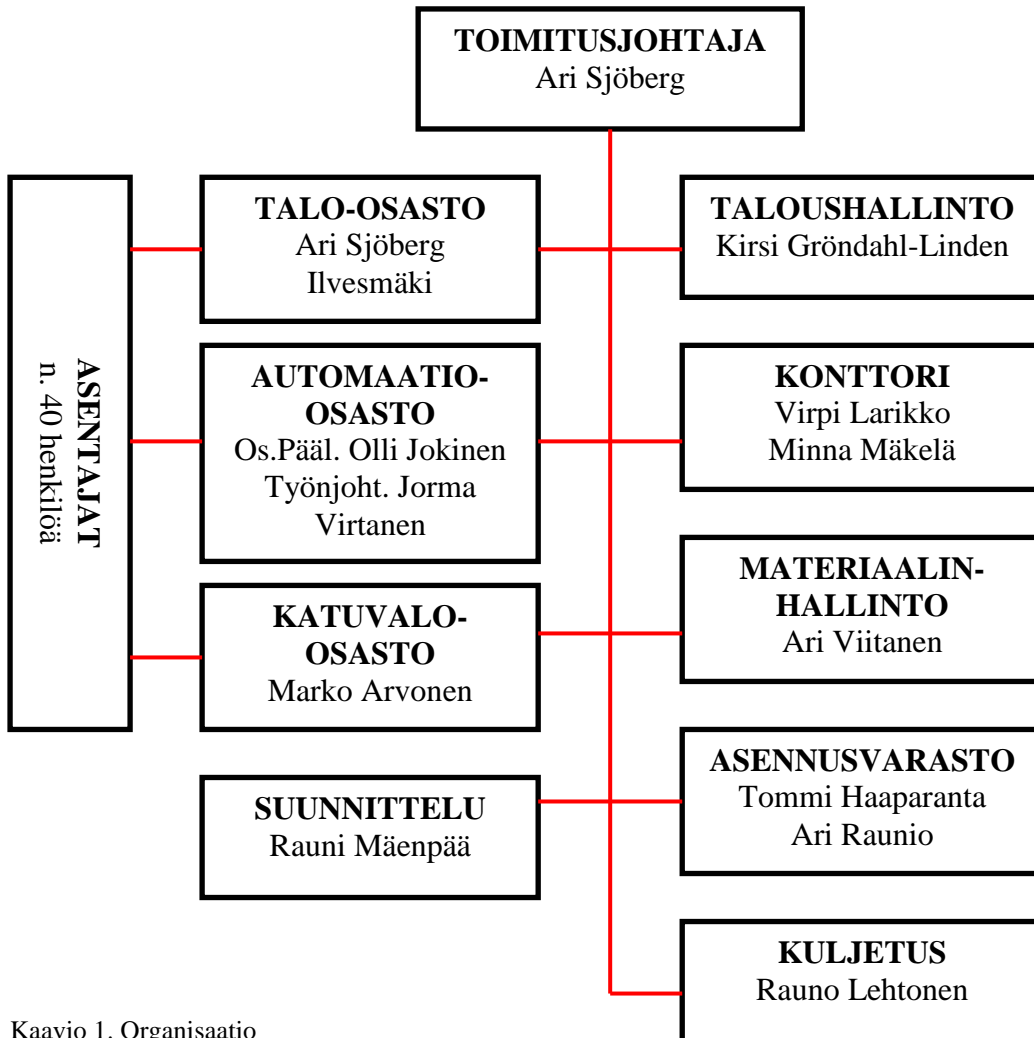 TOIMITUSJOHTAJA
Ari Sjöberg
ASENTAJAT
n. 40 henkilöä
TALO-OSASTO
Ari Sjöberg
Ilvesmäki
TALOUSHALLINTO
Kirsi Gröndahl-Linden
AUTOMAATIO-
OSASTO
Os.Pääl. Olli Jokinen
Työnjoht. Jorma
Virtanen
KONTTORI
Virpi Larikko
Minna Mäkelä
KATUVALO-
OSASTO
Marko Arvonen
MATERIAALIN-
HALLINTO
Ari Viitanen
SUUNNITTELU
Rauni Mäenpää
ASENNUSVARASTO
Tommi Haaparanta
Ari Raunio
KULJETUS
Rauno Lehtonen
Kaavio 1. Organisaatio